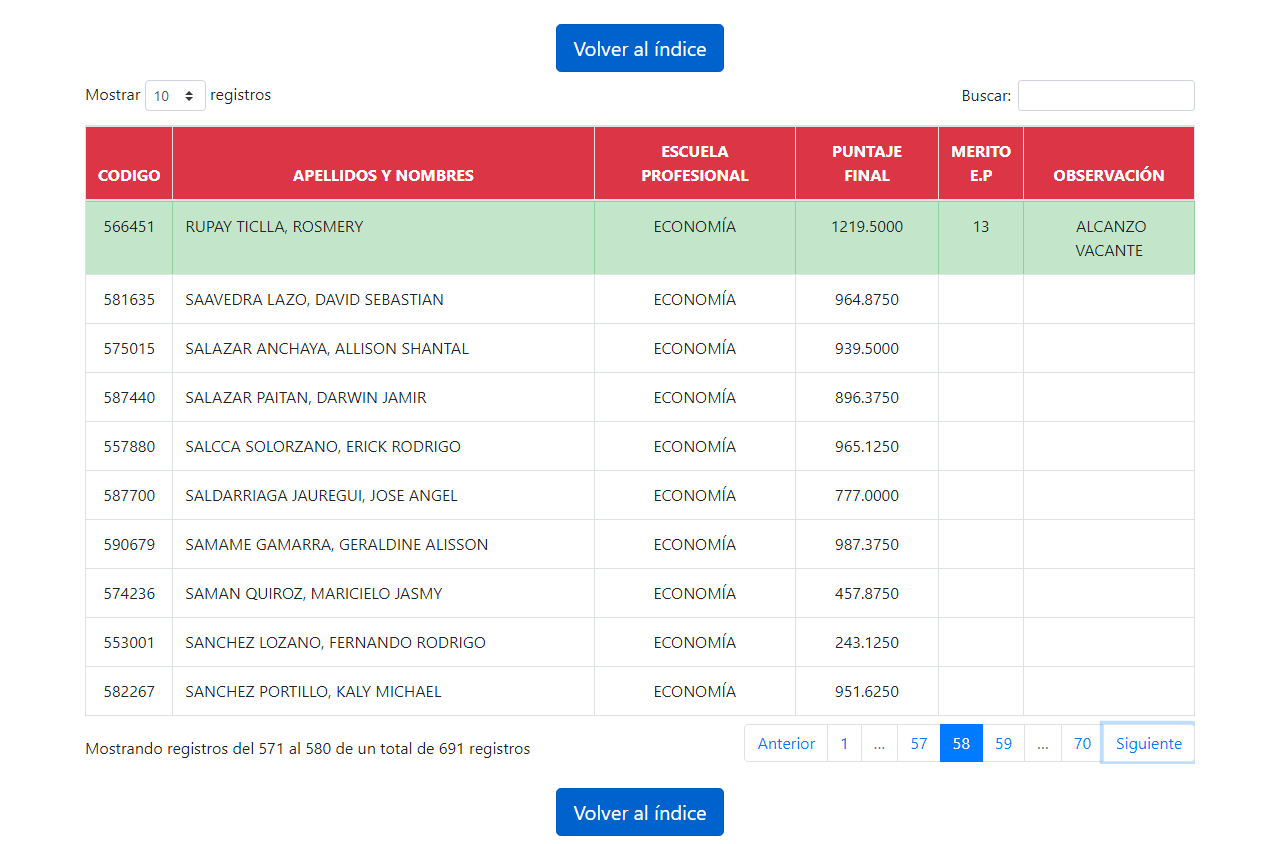 Volver al índice
Mostrar 10 registros
Buscar:
CODIGO APELLIDOS Y NOMBRES ESCUELA PROFESIONAL PUNTAJE FINAL MERITO E.P OBSERVACIÓN
566451 RUPAY TICLLA, ROSMERY ECONOMÍA 1219.5000 13 ALCANZO VACANTE
581635 SAAVEDRA LAZO, DAVID SEBASTIAN ECONOMÍA 964.8750
575015 SALAZAR ANCHAYA, ALLISON SHANTAL ECONOMÍA 939.5000
587440 SALAZAR PAITAN, DARWIN JAMIR ECONOMÍA 896.3750
557880 SALCCA SOLORZANO, ERICK RODRIGO ECONOMÍA 965.1250
587700 SALDARRIAGA JAUREGUI, JOSE ANGEL ECONOMÍA 777.0000
590679 SAMAME GAMARRA, GERALDINE ALISSON ECONOMÍA 987.3750
574236 SAMAN QUIROZ, MARICIELO JASMY ECONOMÍA 457.8750
553001 SANCHEZ LOZANO, FERNANDO RODRIGO ECONOMÍA 243.1250
582267 SANCHEZ PORTILLO, KALY MICHAEL ECONOMÍA 951.6250
Mostrando registros del 571 al 580 de un total de 691 registros
Anterior 1 ... 57 58 59 ... 70 Siguiente
Volver al índice